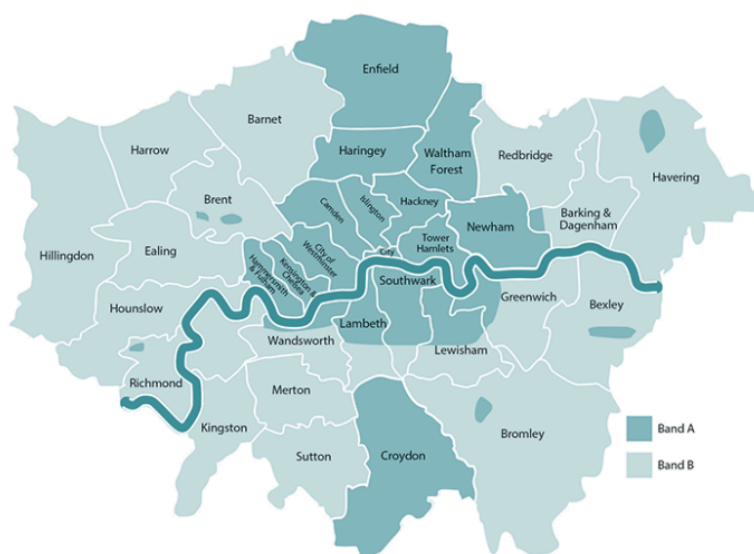 Enfield
Barnet
Harrow
Haringey
Waltham
Forest
Redbridge
Havering
Brent
Camden
Islington
Hackney
Hillingdon
Ealing
Newham
Barking &
Dagenham
City of
Westminster
City
Tower
Hamlets
Kensington &
Chelsea
Hammersmith
& Fulham
Hounslow
Southwark
Greenwich
Bexley
Lambeth
Wandsworth
Lewisham
Richmond
Merton
Kingston
Bromley
Sutton
Croydon
Band A
Band B